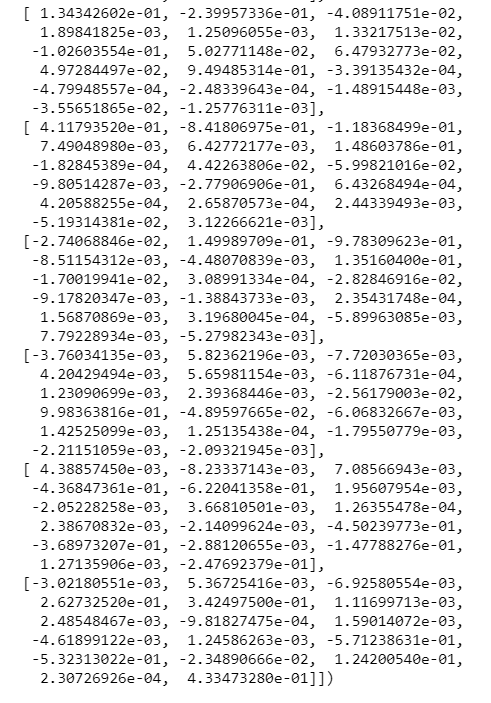 [ 1.34342602e-01, -2.39957336e-01, -4.08911751e-02,
1.89841825e-03, 1.25096055e-03, 1.33217513e-02,
-1.02603554e-01, 5.02771148e-02, 6.47932773e-02,
4.97284497e-02, 9.49485314e-01, -3.39135432e-04,
-4.79948557e-04, -2.48339643e-04, -1.48915448e-03,
-3.55651865e-02, -1.25776311e-03],
[ 4.11793520e-01, -8.41806975e-01, -1.18368499e-01,
7.49048980e-03, 6.42772177e-03, 1.48603786e-01,
-1.82845389e-04, 4.42263806e-02, -5.99821016e-02,
-9.80514287e-03, -2.77906906e-01, 6.43268494e-04,
4.20588255e-04, 2.65870573e-04, 2.44339493e-03,
-5.19314381e-02, 3.12266621e-03],
[-2.74068846e-02, 1.49989709e-01, -9.78309623e-01,
-8.51154312e-03, -4.48070839e-03, 1.35160400e-01,
-1.70019941e-02, 3.08991334e-04, -2.82846916e-02,
-9.17820347e-03, -1.38843733e-03, 2.35431748e-04,
1.56870869e-03, 3.19680045e-04, -5.89963085e-03,
7.79228934e-03, -5.27982343e-03],
[-3.76034135e-03, 5.82362196e-03, -7.72030365e-03,
4.20429494e-03, 5.65981154e-03, -6.11876731e-04,
1.23090699e-03, 2.39368446e-03, -2.56179003e-02,
9.98363816e-01, -4.89597665e-02, -6.06832667e-03,
1.42525099e-03, 1.25135438e-04, -1.79550779e-03,
-2.21151059e-03, -2.09321945e-03],
[ 4.38857450e-03, -8.23337143e-03, 7.08566943e-03,
-4.36847361e-01, -6.22041358e-01, 1.95607954e-03,
-2.05228258e-03, 3.66810501e-03, 1.26355478e-04,
2.38670832e-03, -2.14099624e-03, -4.50239773e-01,
-3.68973207e-01, -2.88120655e-03, -1.47788276e-01,
1.27135906e-03, -2.47692379e-01],
[-3.02180551e-03, 5.36725416e-03, -6.92580554e-03,
2.62732520e-01, 3.42497500e-01, 1.11699713e-03,
2.48548467e-03, -9.81827475e-04, 1.59014072e-03,
-4.61899122e-03, 1.24586263e-03, -5.71238631e-01,
-5.32313022e-01, -2.34890666e-02, 1.24200540e-01,
2.30726926e-04, 4.33473280e-01]])